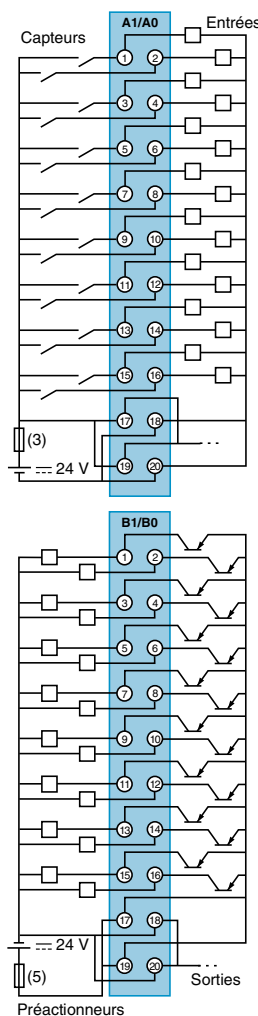 A1/A0
Entrées
Capteurs
1 2
3 4
5 6
7 8
9 10
11 12
13 14
15 16
17 18
(3)
24 V
19 20
B1/B0
1 2
3 4
5 6
7 8
9 10
11 12
13 14
15 16
17 18
24 V
(5)
19 20
Sorties
Préactionneurs